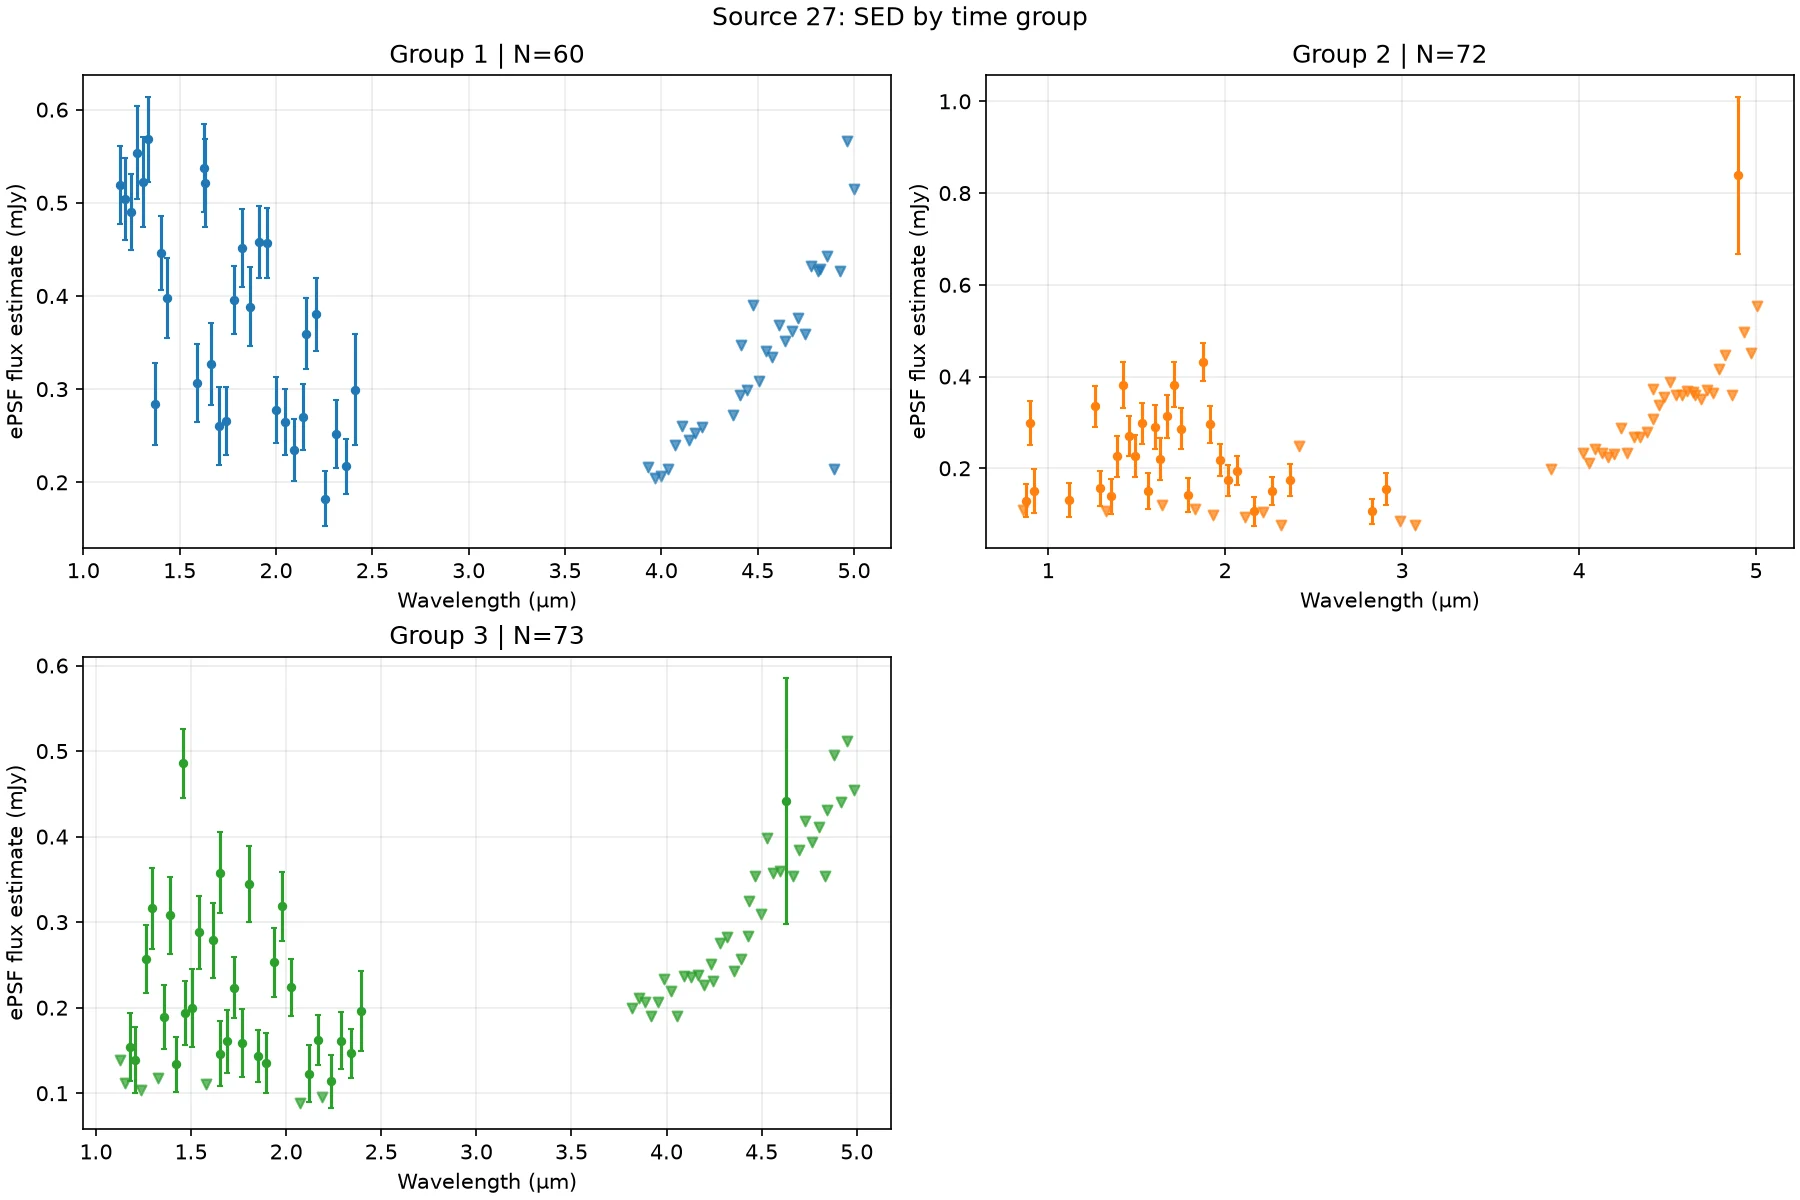 Source 27: SED by time group
Group 1 | N=60
ePSF flux estimate (mJy)
0.6
0.5
0.4
0.3
0.2
1.0 1.5 2.0 2.5 3.0 3.5 4.0 4.5 5.0
Wavelength (μm)
Group 2 | N=72
ePSF flux estimate (mJy)
1.0
0.8
0.6
0.4
0.2
1 2 3 4 5
Wavelength (μm)
Group 3 | N=73
ePSF flux estimate (mJy)
0.6
0.5
0.4
0.3
0.2
0.1
1.0 1.5 2.0 2.5 3.0 3.5 4.0 4.5 5.0
Wavelength (μm)